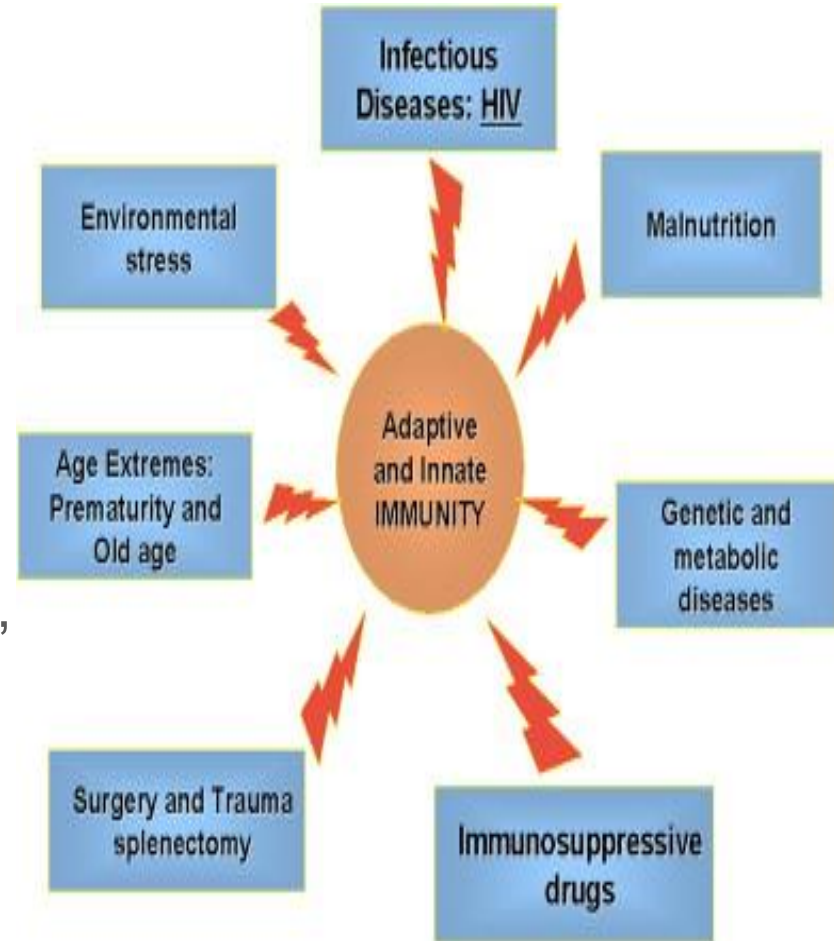 Infectious
Diseases: HIV
Environmental
stress
Malnutrition
Adaptive
and Innate
IMMUNITY
Age Extremes:
Prematurity and
Old age
Genetic and
metabolic
diseases
,
Surgery and Trauma
splenectomy
Immunosuppressive
drugs